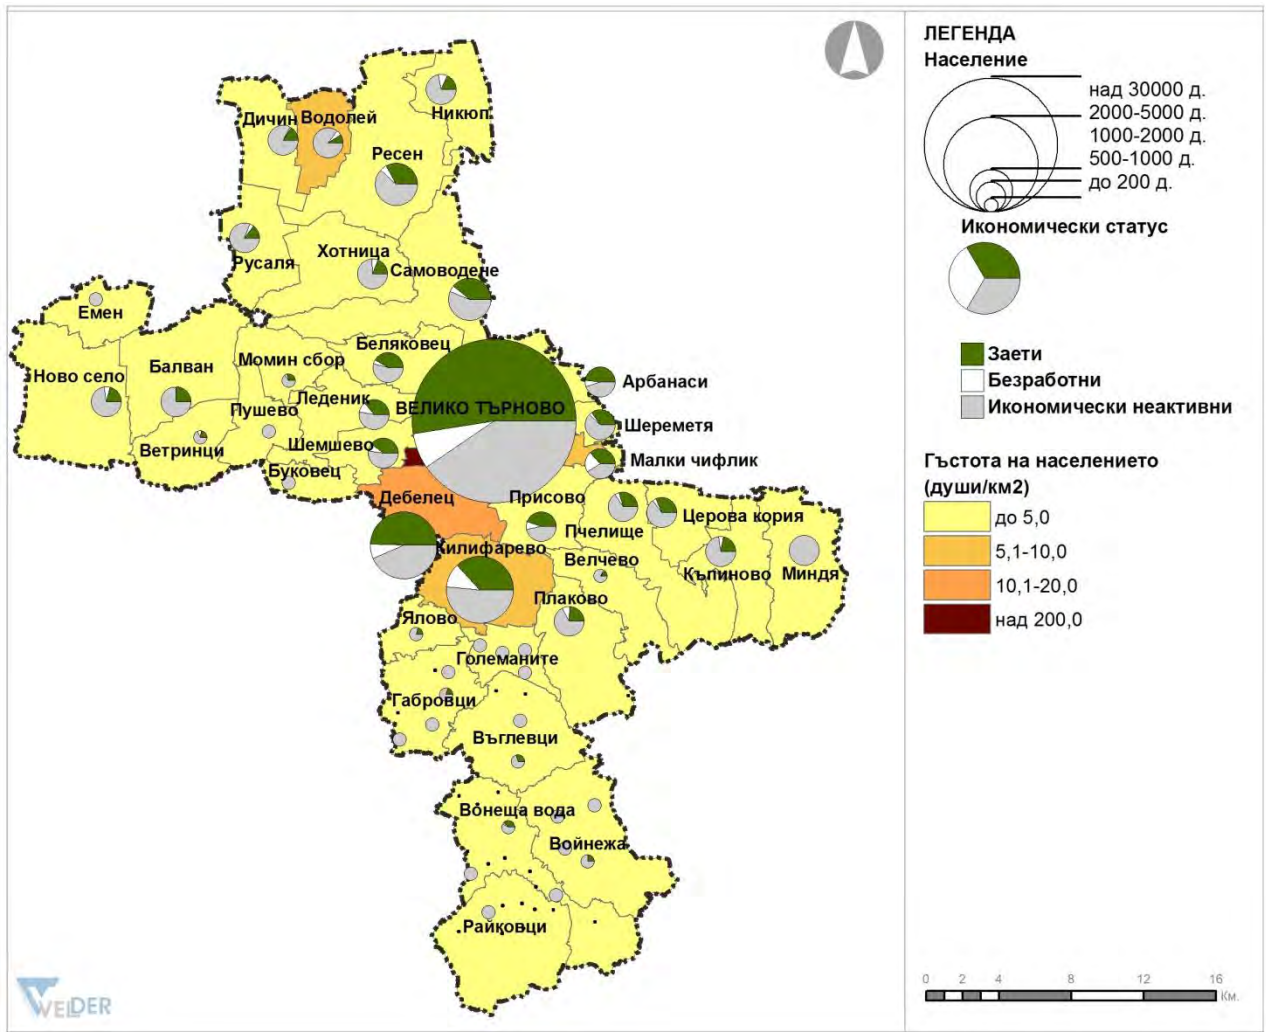 ЛЕГЕНДА
Население
над 30000 д.
2000-5000 д.
1000-2000 д.
500-1000 д.
до 200 д.
Икономически статус
Заети
Безработни
Икономически неактивни
Гъстота на населението
(души/км2)
до 5,0
5,1-10,0
10,1-20,0
над 200,0
0 2 4 8 12 16
Км.
Никюп
Дичин
Водолей
Ресен
Русаля
Хотница
Самоводене
Емен
Беляковец
Момин сбор
Балван
Ново село
Арбанаси
Леденик
ВЕЛИКО ТЪРНОВО
Пушево
Шереметя
Ветринци
Шемшево
Малки чифлик
Буковец
Дебелец
Присово
Церова кория
Пчелище
Килифарево
Велчево
Къпиново
Миндя
Плаково
Ялово
Големаните
Габровци
Въглевци
Вонеща вода
Войнежа
Райковци
WELDER